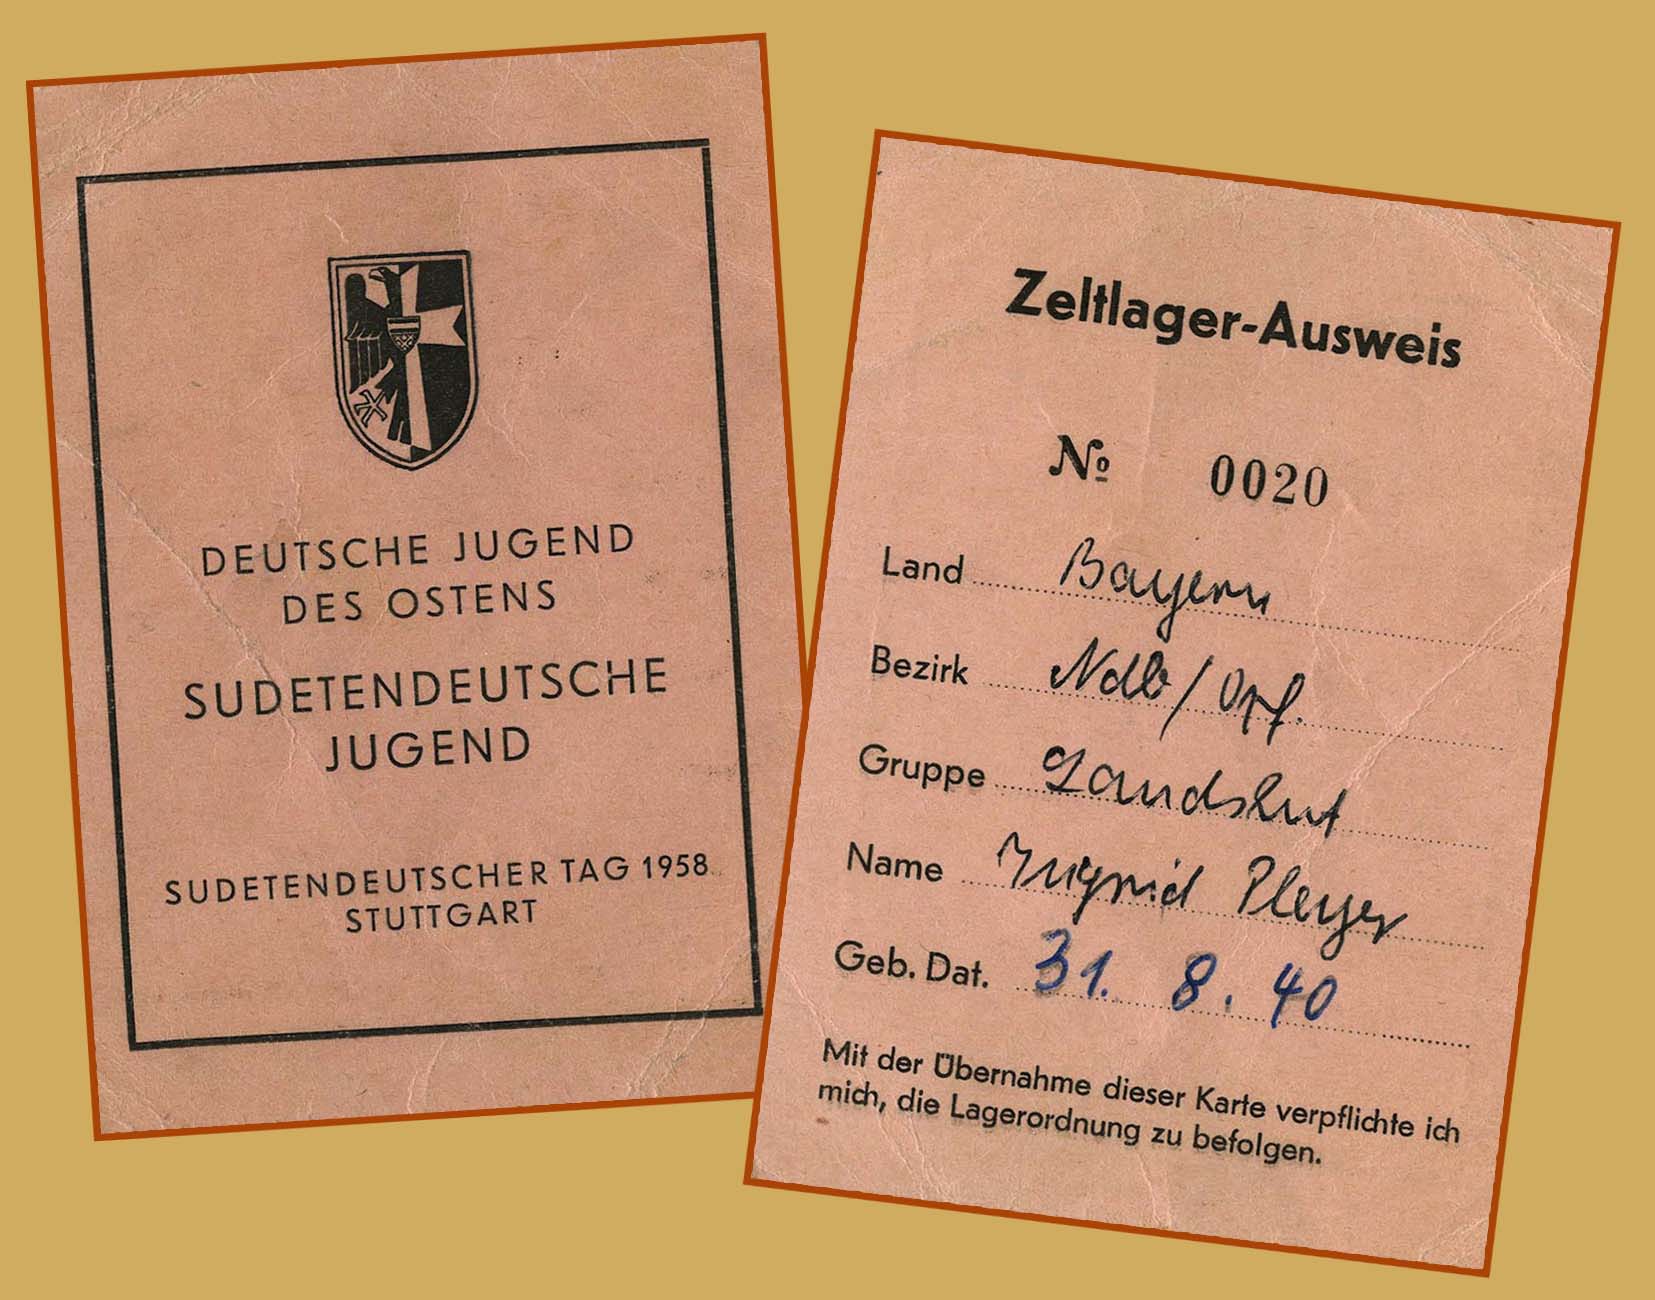 DEUTSCHE JUGEND
DES OSTENS
SUDETENDEUTSCHE
JUGEND
SUDETENDEUTSCHER TAG 1958
STUTTGART
Zeltlager-Ausweis
№ 0020
Land Bayern
Bezirk Ndb/Opf.
Gruppe Landshut
Name Ingrid Pleyer
Geb. Dat. 31. 8. 40
Mit der Übernahme dieser Karte verpflichte ich
mich, die Lagerordnung zu befolgen.